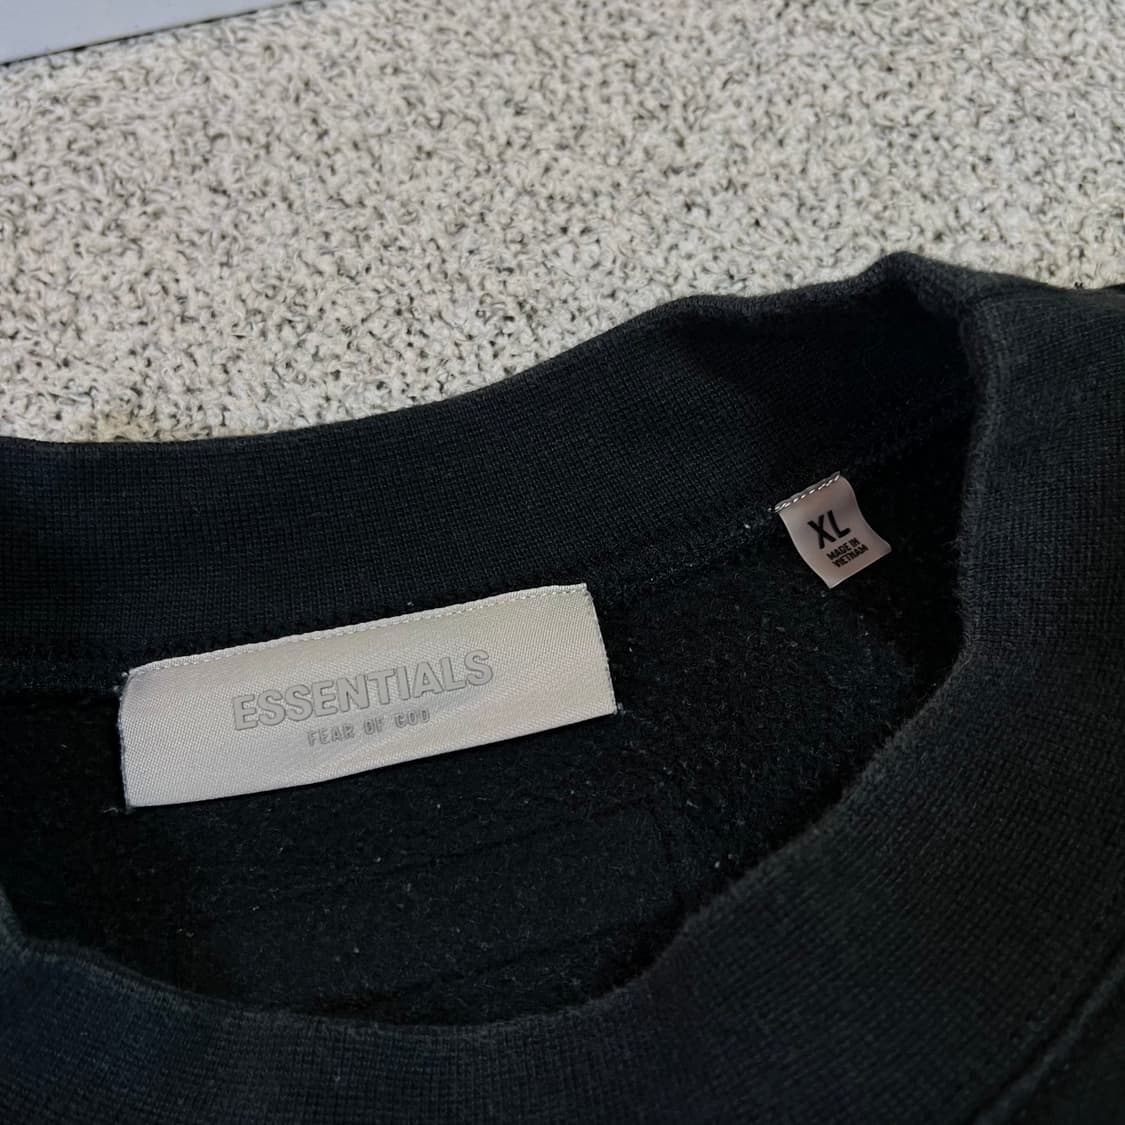 XL
MADE IN
VIETNAM
ESSENTIALS
FEAR OF GOD